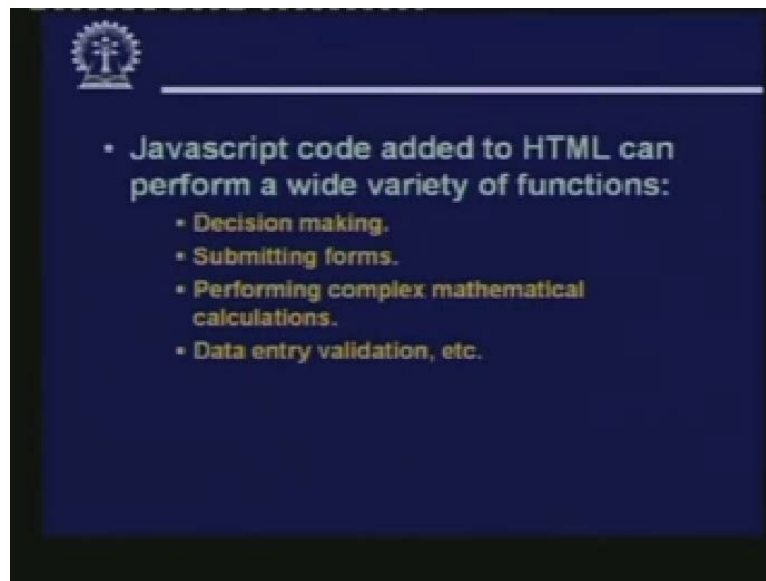 • Javascript code added to HTML can
perform a wide variety of functions:
▪ Decision making.
▪ Submitting forms.
▪ Performing complex mathematical
calculations.
▪ Data entry validation, etc.